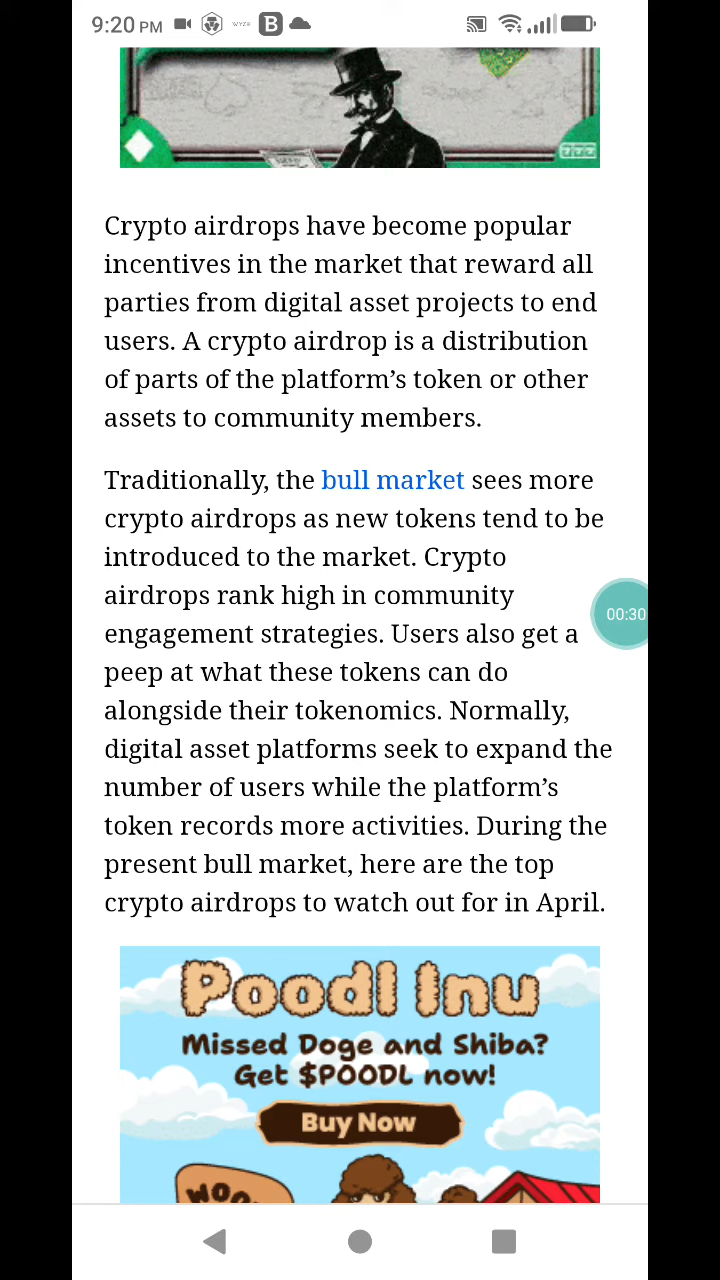 9:20 PM
B
Crypto airdrops have become popular
incentives in the market that reward all
parties from digital asset projects to end
users. A crypto airdrop is a distribution
of parts of the platform’s token or other
assets to community members.
Traditionally, the bull market sees more
crypto airdrops as new tokens tend to be
introduced to the market. Crypto
airdrops rank high in community
00:30
engagement strategies. Users also get a
peep at what these tokens can do
alongside their tokenomics. Normally,
digital asset platforms seek to expand the
number of users while the platform’s
token records more activities. During the
present bull market, here are the top
crypto airdrops to watch out for in April.
Poodl Inu
Missed Doge and Shiba?
Get $POODL now!
Buy Now